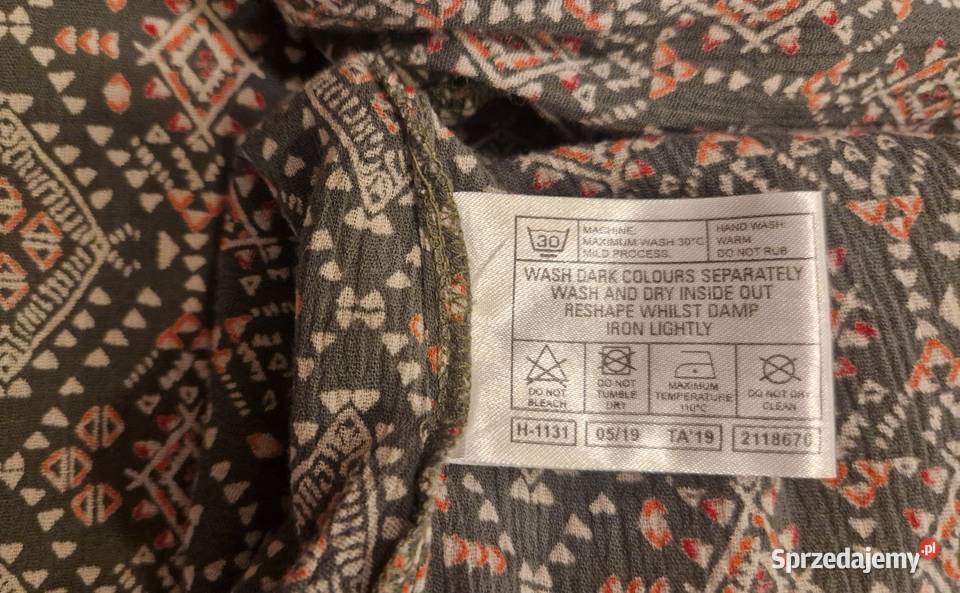 30
MACHINE:
MAXIMUM WASH 30°C
MILD PROCESS.
HAND WASH:
WARM
DO NOT RUB
WASH DARK COLOURS SEPARATELY
WASH AND DRY INSIDE OUT
RESHAPE WHILST DAMP
IRON LIGHTLY
DO NOT
BLEACH
DO NOT
TUMBLE
DRY
MAXIMUM
TEMPERATURE
110°C
DO NOT DRY
CLEAN
H-1131
05/19 TA'19
2118676
Sprzedajemy.pl